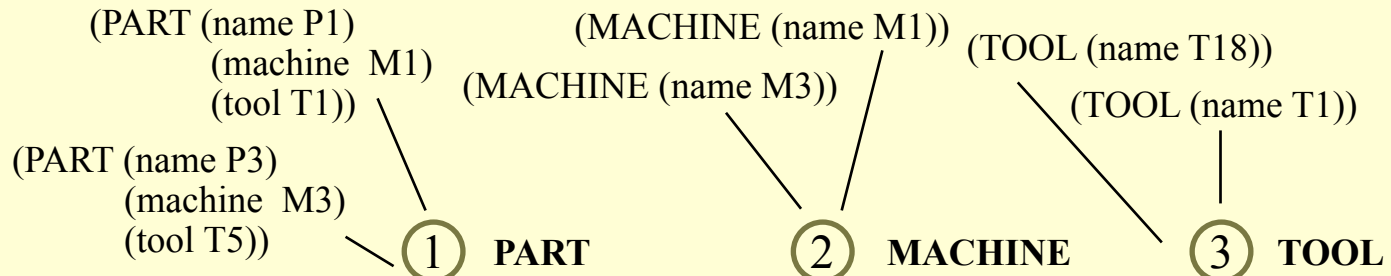 (PART (name P1)
(machine M1)
(tool T1))
(PART (name P3)
(machine M3)
(tool T5))
(MACHINE (name M1))
(MACHINE (name M3))
(TOOL (name T18))
(TOOL (name T1))
1 PART
2 MACHINE
3 TOOL